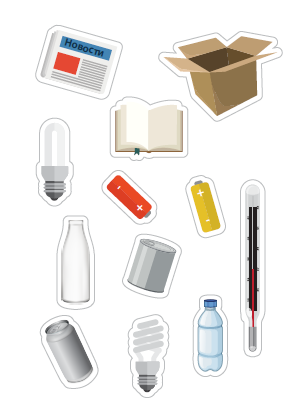 Новости
- +
+ -